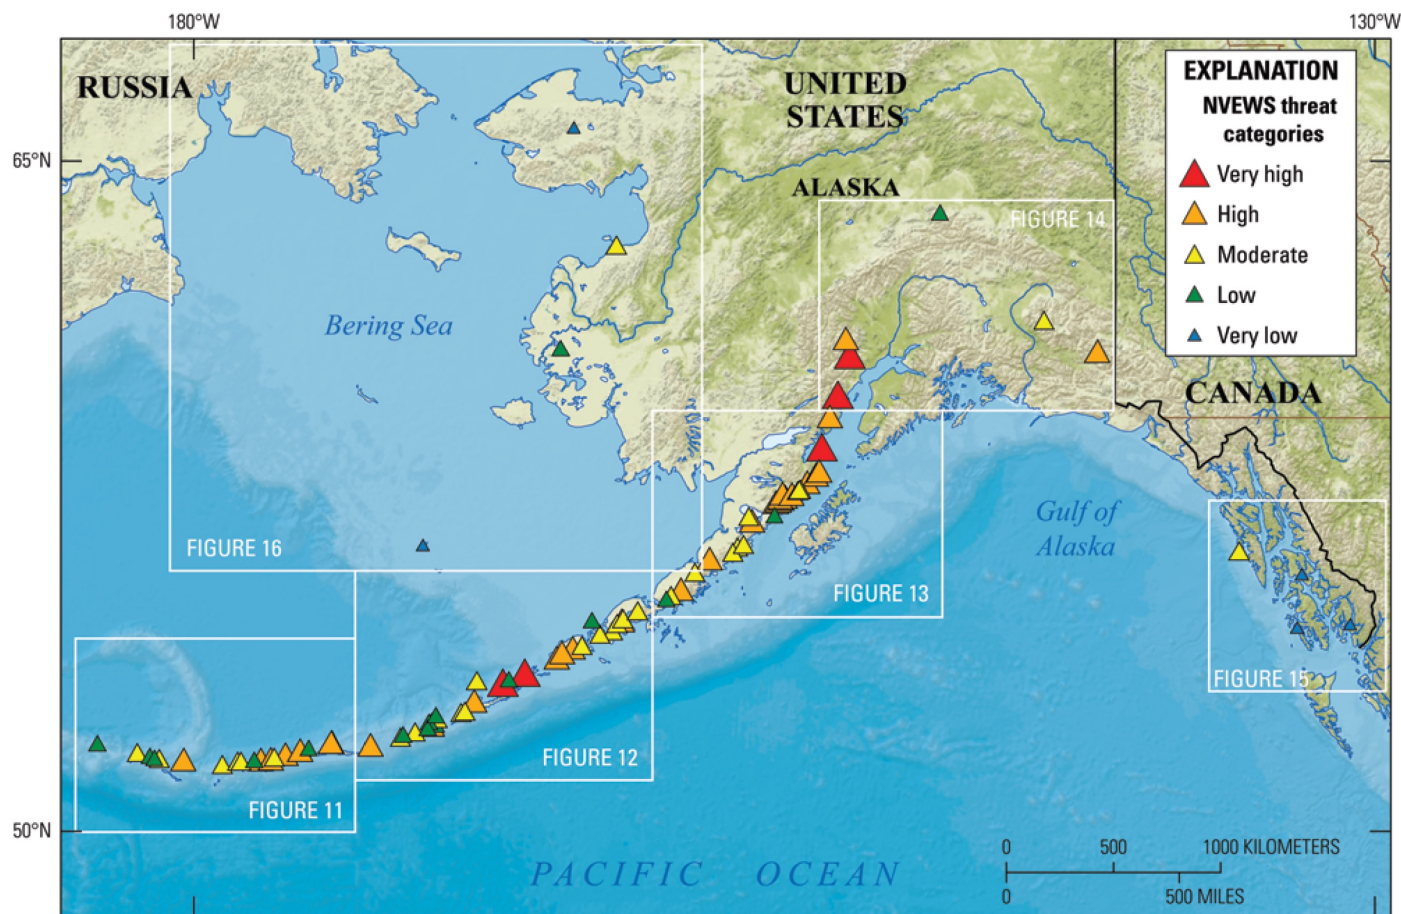 180°W
130°W
RUSSIA
UNITED
STATES
EXPLANATION
NVEWS threat
categories
Very high
High
Moderate
Low
Very low
65°N
ALASKA
FIGURE 14
Bering Sea
CANADA
Gulf of
Alaska
FIGURE 16
FIGURE 13
FIGURE 15
FIGURE 12
FIGURE 11
50°N
0 500 1000 KILOMETERS
0 500 MILES
PACIFIC OCEAN